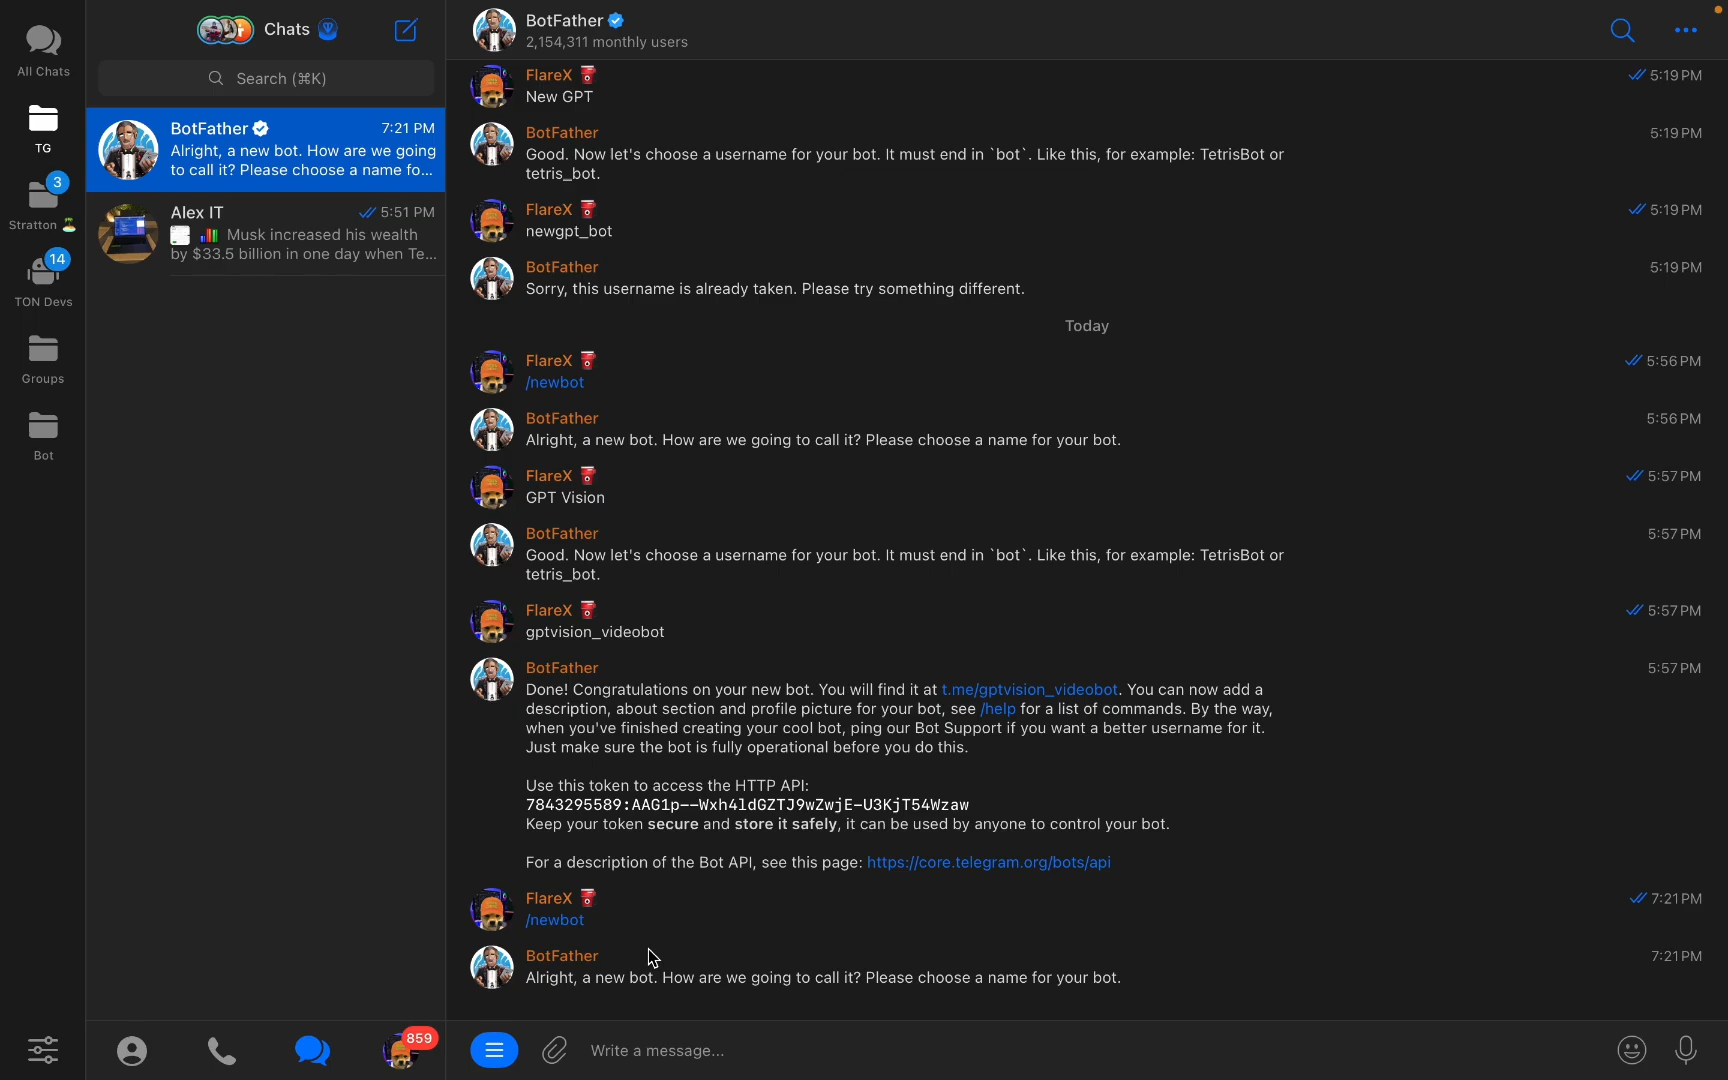 All Chats
TG
3
Stratton
14
TON Devs
Groups
Bot
Chats
Search (⌘K)
BotFather
7:21 PM
Alright, a new bot. How are we going
to call it? Please choose a name fo...
Alex IT
5:51 PM
Musk increased his wealth
by $33.5 billion in one day when Te...
859
BotFather
2,154,311 monthly users
FlareX
5:19 PM
New GPT
BotFather
5:19 PM
Good. Now let's choose a username for your bot. It must end in `bot`. Like this, for example: TetrisBot or
tetris_bot.
FlareX
5:19 PM
newgpt_bot
BotFather
5:19 PM
Sorry, this username is already taken. Please try something different.
Today
FlareX
5:56 PM
/newbot
BotFather
5:56 PM
Alright, a new bot. How are we going to call it? Please choose a name for your bot.
FlareX
5:57 PM
GPT Vision
BotFather
5:57 PM
Good. Now let's choose a username for your bot. It must end in `bot`. Like this, for example: TetrisBot or
tetris_bot.
FlareX
5:57 PM
gptvision_videobot
BotFather
5:57 PM
Done! Congratulations on your new bot. You will find it at t.me/gptvision_videobot. You can now add a
description, about section and profile picture for your bot, see /help for a list of commands. By the way,
when you've finished creating your cool bot, ping our Bot Support if you want a better username for it.
Just make sure the bot is fully operational before you do this.
Use this token to access the HTTP API:
7843295589:AAG1p--Wxh4ldGZTJ9wZwjE-U3KjT54Wzaw
Keep your token secure and store it safely, it can be used by anyone to control your bot.
For a description of the Bot API, see this page: https://core.telegram.org/bots/api
FlareX
7:21 PM
/newbot
BotFather
7:21 PM
Alright, a new bot. How are we going to call it? Please choose a name for your bot.
Write a message...